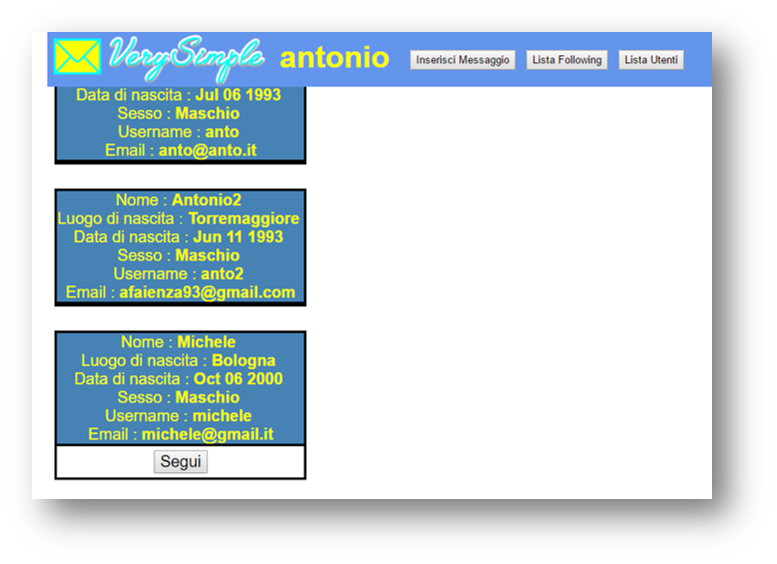 VerySimple antonio Inserisci Messaggio Lista Following Lista Utenti
Data di nascita : Jul 06 1993
Sesso : Maschio
Username : anto
Email : anto@anto.it
Nome : Antonio2
Luogo di nascita : Torremaggiore
Data di nascita : Jun 11 1993
Sesso : Maschio
Username : anto2
Email : afaienza93@gmail.com
Nome : Michele
Luogo di nascita : Bologna
Data di nascita : Oct 06 2000
Sesso : Maschio
Username : michele
Email : michele@gmail.it
Segui